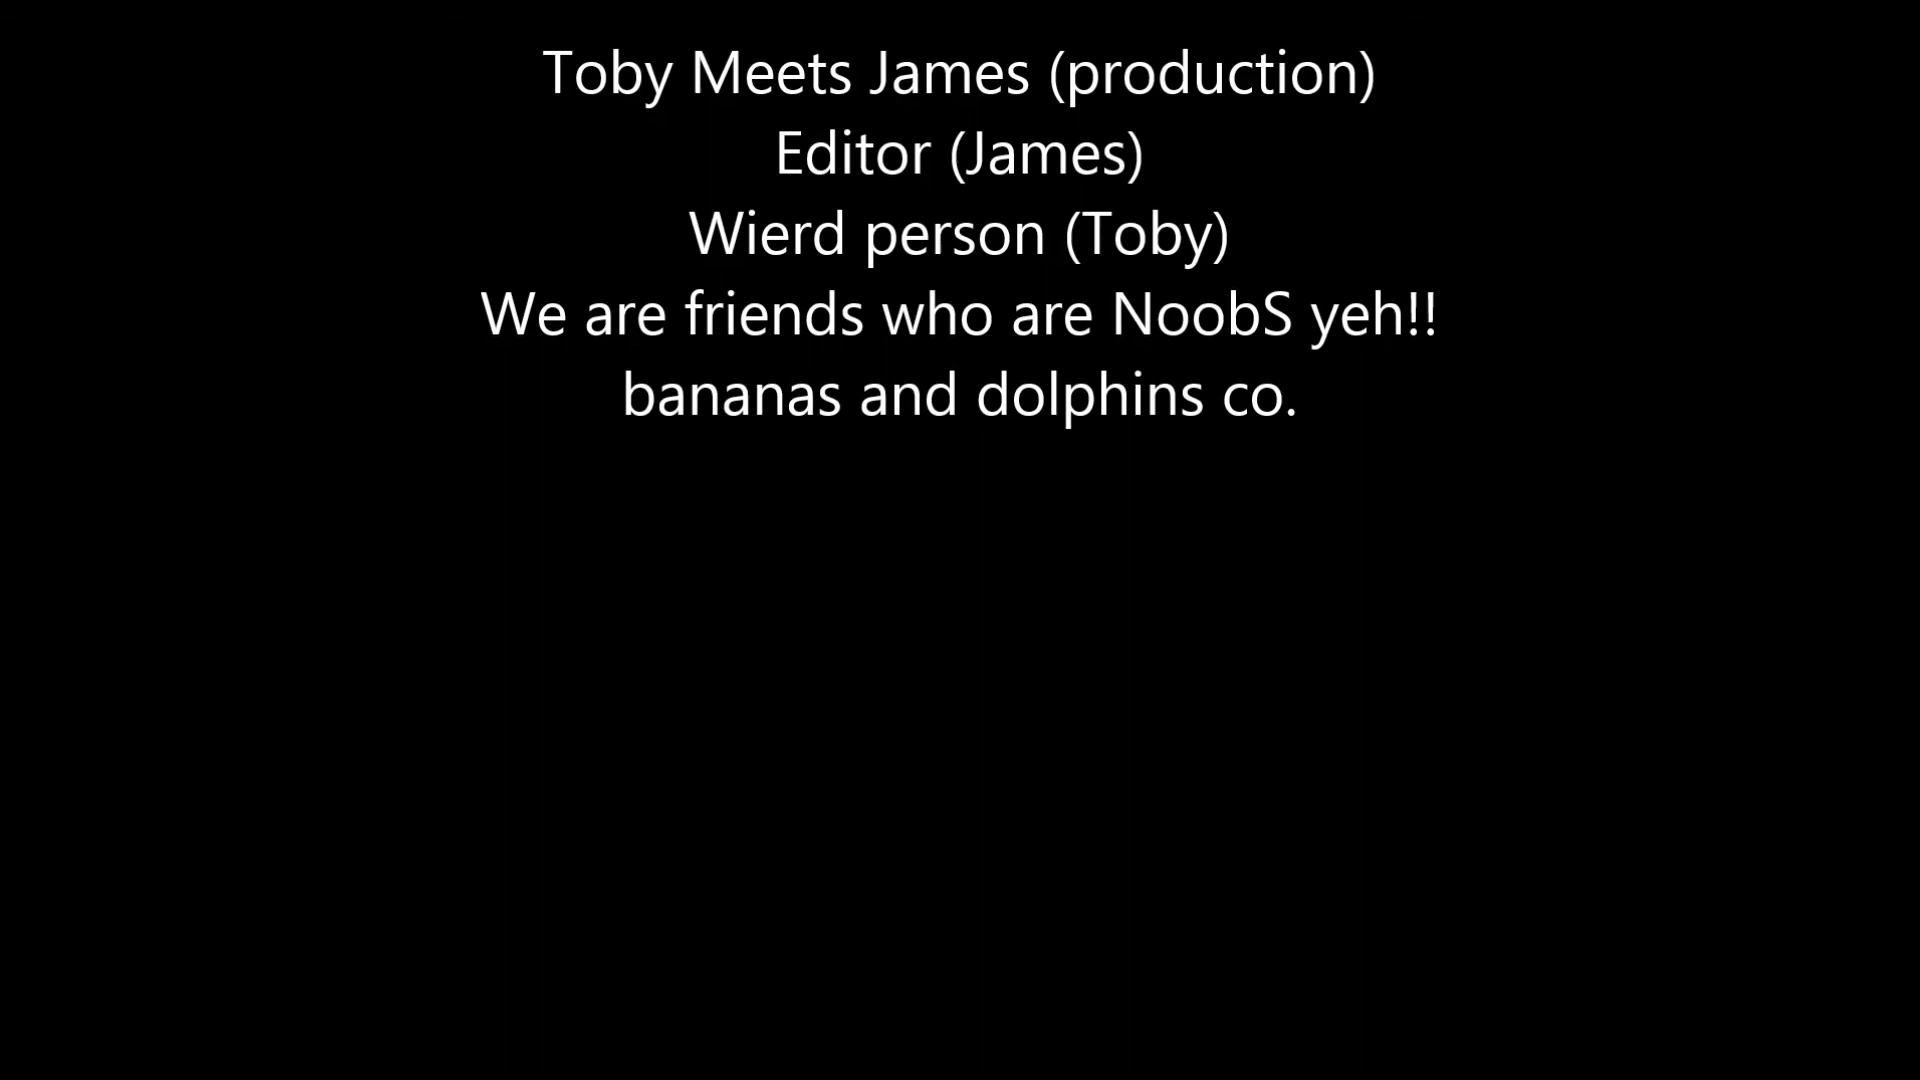 Toby Meets James (production)
Editor (James)
Wierd person (Toby)
We are friends who are NoobS yeh!!
bananas and dolphins co.